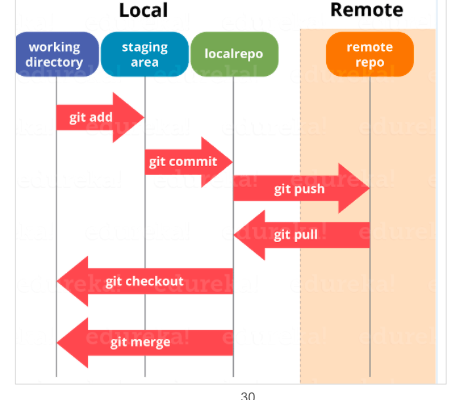 Local
Remote
working
directory
staging
area
localrepo
remote
repo
git add
git commit
git push
git pull
git checkout
git merge
edureka!
30